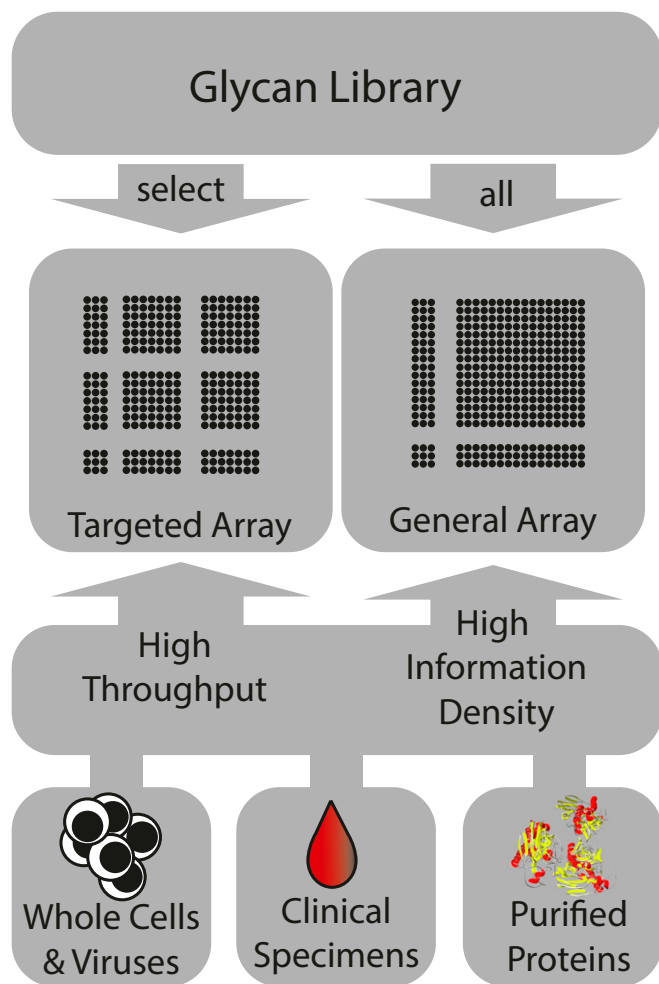 Glycan Library
select
all
Targeted Array
General Array
High
Throughput
High
Information
Density
Whole Cells
& Viruses
Clinical
Specimens
Purified
Proteins